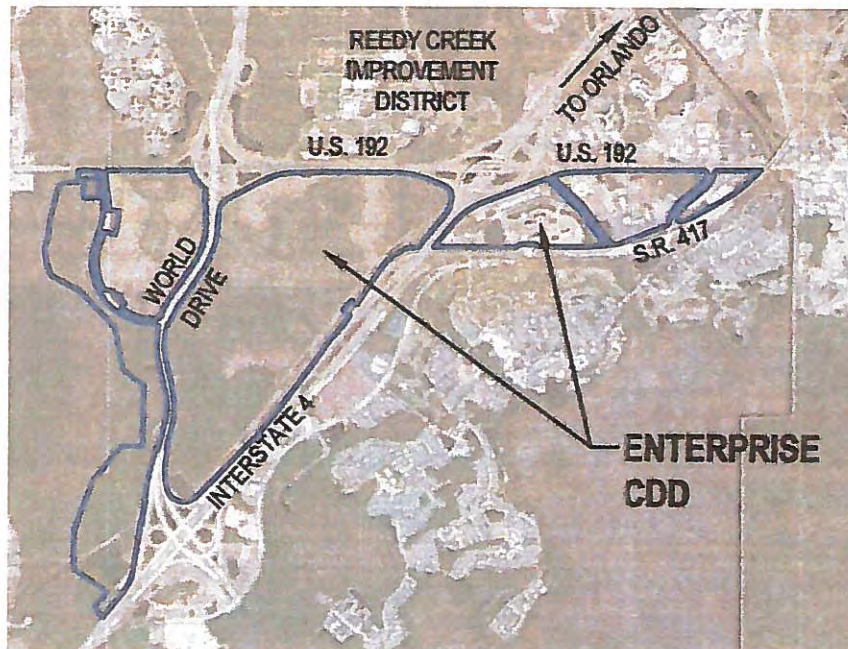 REEDY CREEK
IMPROVEMENT
DISTRICT
TO ORLANDO
U.S. 192
U.S. 192
WORLD
DRIVE
S.R. 417
INTERSTATE 4
ENTERPRISE
CDD